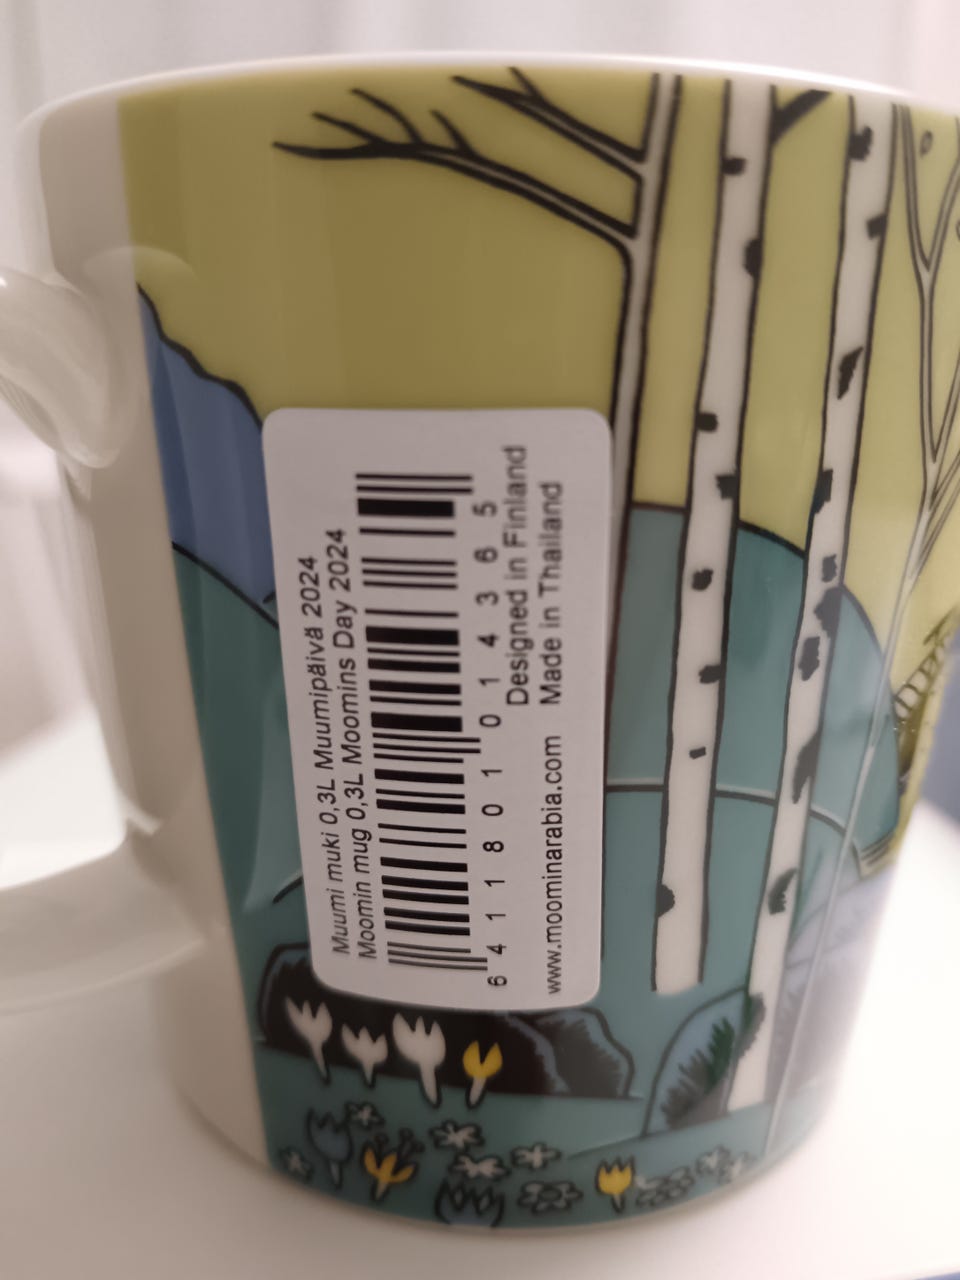 Muumi muki 0,3L Muumipäivä 2024
Moomin mug 0,3L Moomins Day 2024
6 411801 014365
Designed in Finland
www.moominarabia.com Made in Thailand